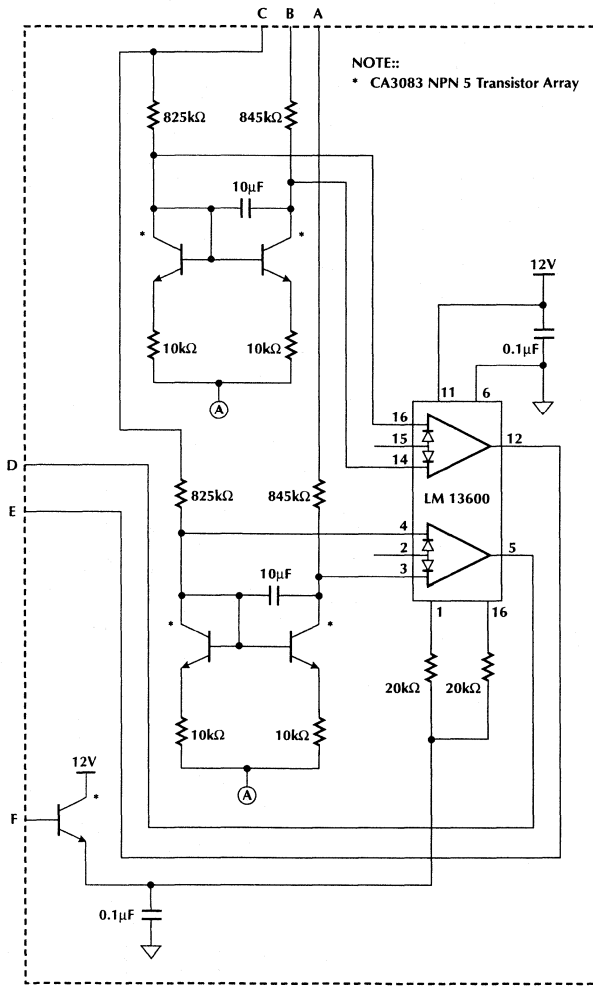 C B A
NOTE::
* CA3083 NPN 5 Transistor Array
825kΩ 845kΩ
10µF
* *
10kΩ 10kΩ
A
12V
0.1µF
11 6
16
15
14
12
LM 13600
D
E
825kΩ 845kΩ
4
2
3
5
10µF
* *
1 16
20kΩ 20kΩ
10kΩ 10kΩ
A
12V
*
F
0.1µF